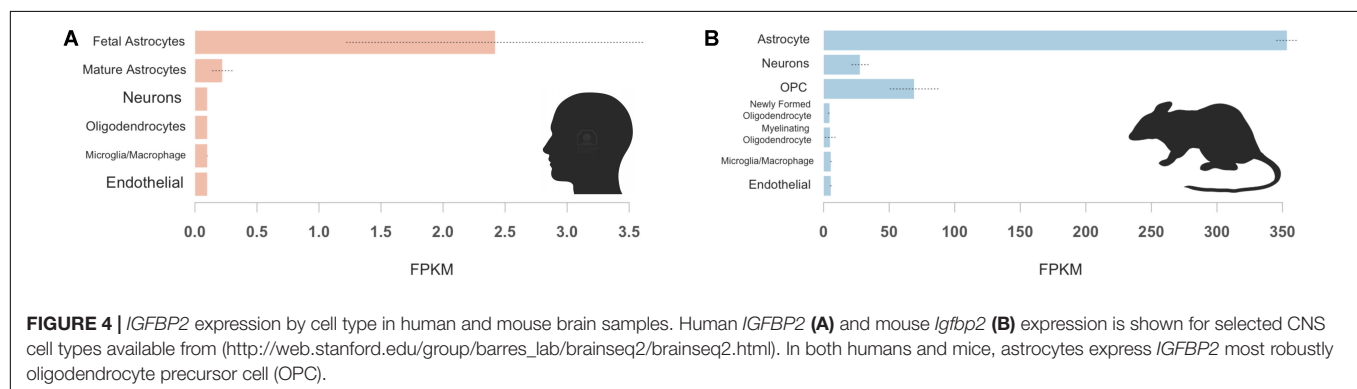 A
Fetal Astrocytes
Mature Astrocytes
Neurons
Oligodendrocytes
Microglia/Macrophage
Endothelial
0.0 0.5 1.0 1.5 2.0 2.5 3.0 3.5
FPKM
B
Astrocyte
Neurons
OPC
Newly Formed
Oligodendrocyte
Myelinating
Oligodendrocyte
Microglia/Macrophage
Endothelial
0 50 100 150 200 250 300 350
FPKM
FIGURE 4 | IGFBP2 expression by cell type in human and mouse brain samples. Human IGFBP2 (A) and mouse Igfbp2 (B) expression is shown for selected CNS
cell types available from (http://web.stanford.edu/group/barres_lab/brainseq2/brainseq2.html). In both humans and mice, astrocytes express IGFBP2 most robustly
oligodendrocyte precursor cell (OPC).